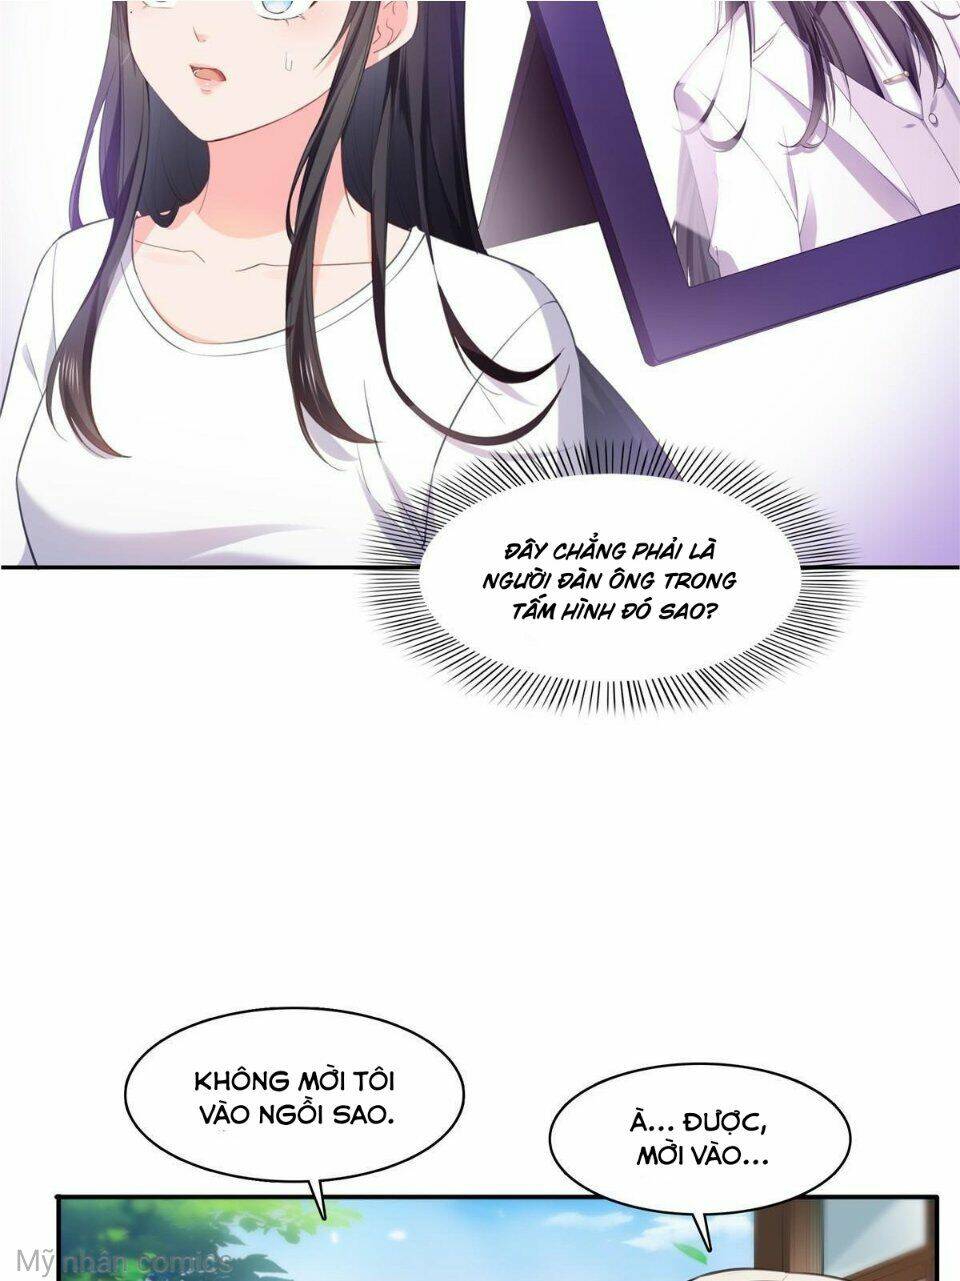 ĐÂY CHẲNG PHẢI LÀ
NGƯỜI ĐÀN ÔNG TRONG
TẤM HÌNH ĐÓ SAO?
KHÔNG MỜI TÔI
VÀO NGỒI SAO.
À... ĐƯỢC,
MỜI VÀO...
Mỹ nhân comics